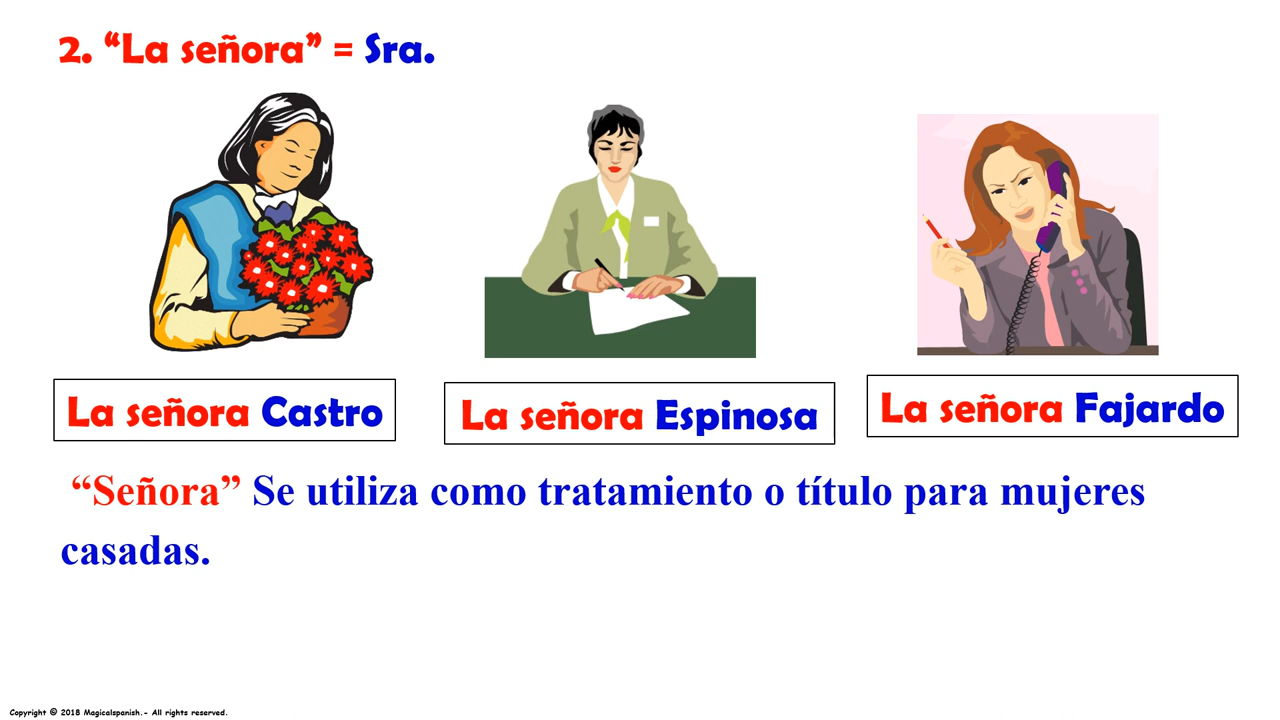 2. “La señora” = Sra.
La señora Castro
La señora Espinosa
La señora Fajardo
“Señora” Se utiliza como tratamiento o título para mujeres
casadas.
Copyright © 2018 Magicalspanish.- All rights reserved.